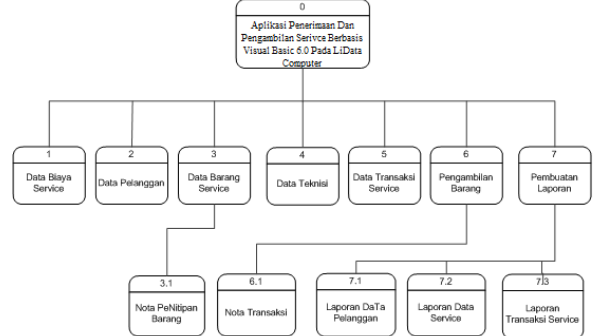 0
Aplikasi Penerimaan Dan
Pengambilan Serivce Berbasis
Visual Basic 6.0 Pada LiData
Computer
1
Data Biaya
Service
2
Data Pelanggan
3
Data Barang
Service
4
Data Teknisi
5
Data Transaksi
Service
6
Pengambilan
Barang
7
Pembuatan
Laporan
3.1
Nota PeNitipan
Barang
6.1
Nota Transaksi
7.1
Laporan DaTa
Pelanggan
7.2
Laporan Data
Service
7.3
Laporan
Transaksi Service